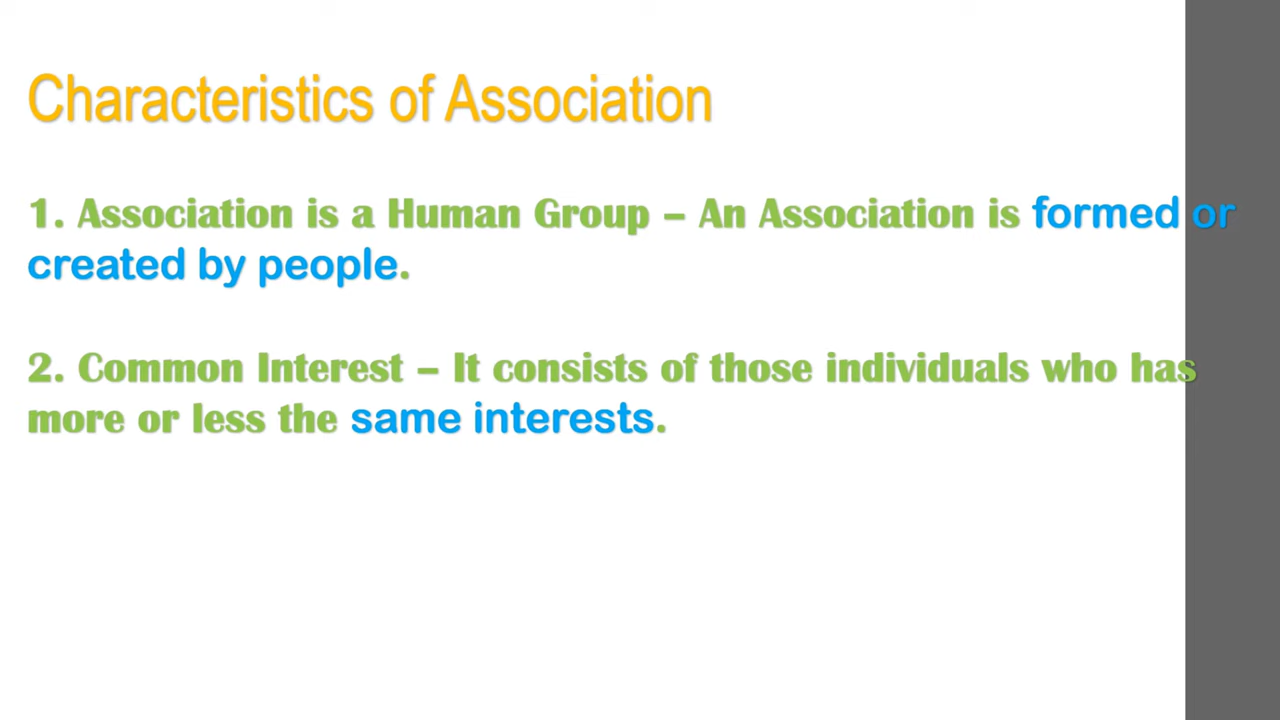 Characteristics of Association
1. Association is a Human Group – An Association is formed or
created by people.
2. Common Interest – It consists of those individuals who has
more or less the same interests.